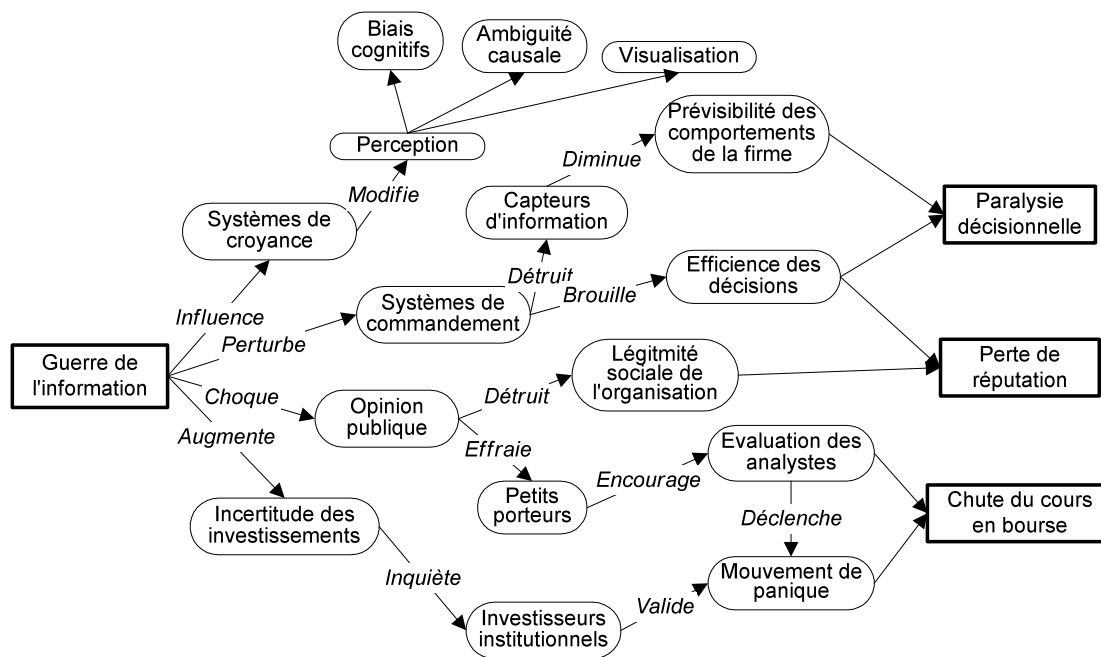 Biais
cognitifs
Ambiguité
causale
Visualisation
Perception
Prévisibilité des
comportements
de la firme
Diminue
Modifie
Capteurs
d'information
Systèmes de
croyance
Paralysie
décisionnelle
Détruit
Efficience des
décisions
Brouille
Systèmes de
commandement
Influence
Perturbe
Guerre de
l'information
Légitmité
sociale de
l'organisation
Perte de
réputation
Choque
Détruit
Opinion
publique
Augmente
Effraie
Evaluation des
analystes
Encourage
Petits
porteurs
Chute du cours
en bourse
Incertitude des
investissements
Déclenche
Mouvement de
panique
Inquiète
Valide
Investisseurs
institutionnels